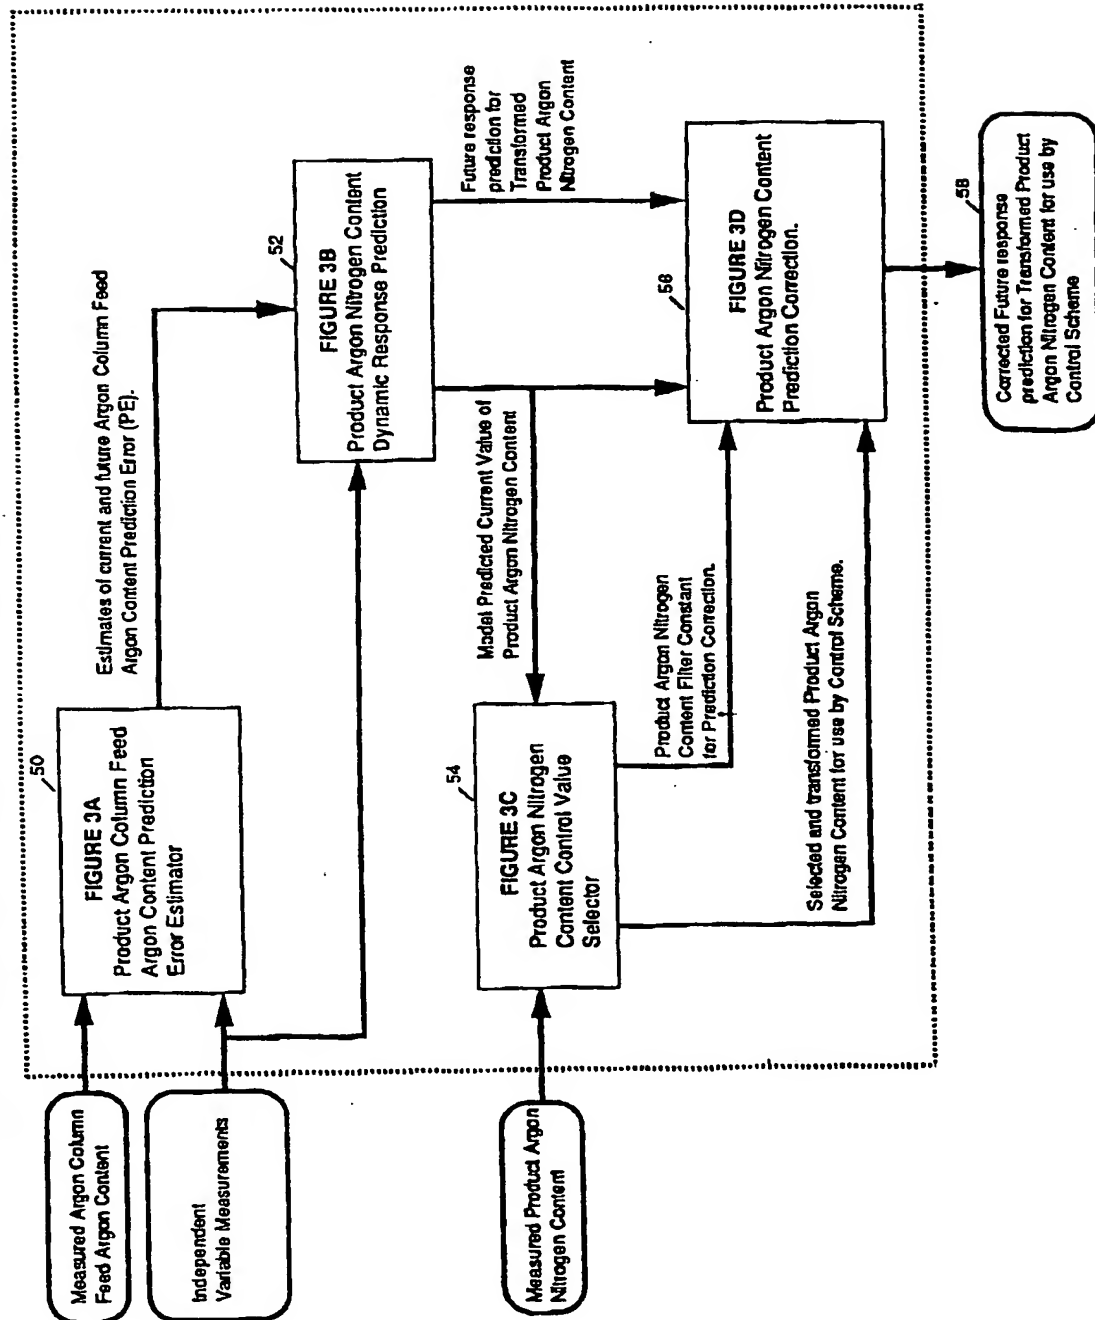 Measured Argon Column
Feed Argon Content
Independent
Variable Measurements
50
FIGURE 3A
Product Argon Column Feed
Argon Content Prediction
Error Estimator
Estimates of current and future Argon Column Feed
Argon Content Prediction Error (PE).
52
FIGURE 3B
Product Argon Nitrogen Content
Dynamic Response Prediction
Future response
prediction for
Transformed
Product Argon
Nitrogen Content
Model Predicted Current Value of
Product Argon Nitrogen Content
Measured Product Argon
Nitrogen Content
54
FIGURE 3C
Product Argon Nitrogen
Content Control Value
Selector
Product Argon Nitrogen
Content Filter Constant
for Prediction Correction.
Selected and transformed Product Argon
Nitrogen Content for use by Control Scheme.
56
FIGURE 3D
Product Argon Nitrogen Content
Prediction Correction.
58
Corrected Future response
prediction for Transformed Product
Argon Nitrogen Content for use by
Control Scheme